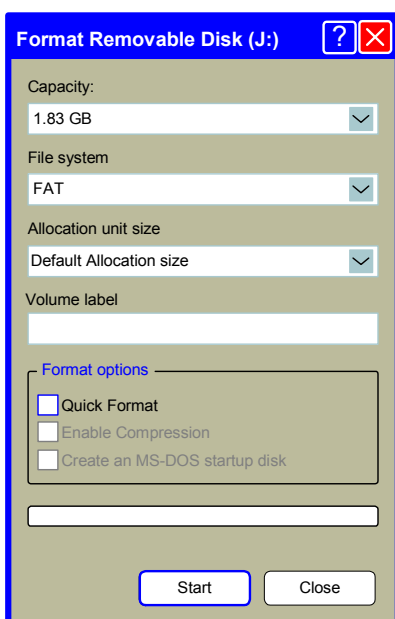 Format Removable Disk (J:) ?
Capacity:
1.83 GB
File system
FAT
Allocation unit size
Default Allocation size
Volume label
Format options
Quick Format
Enable Compression
Create an MS-DOS startup disk
Start Close